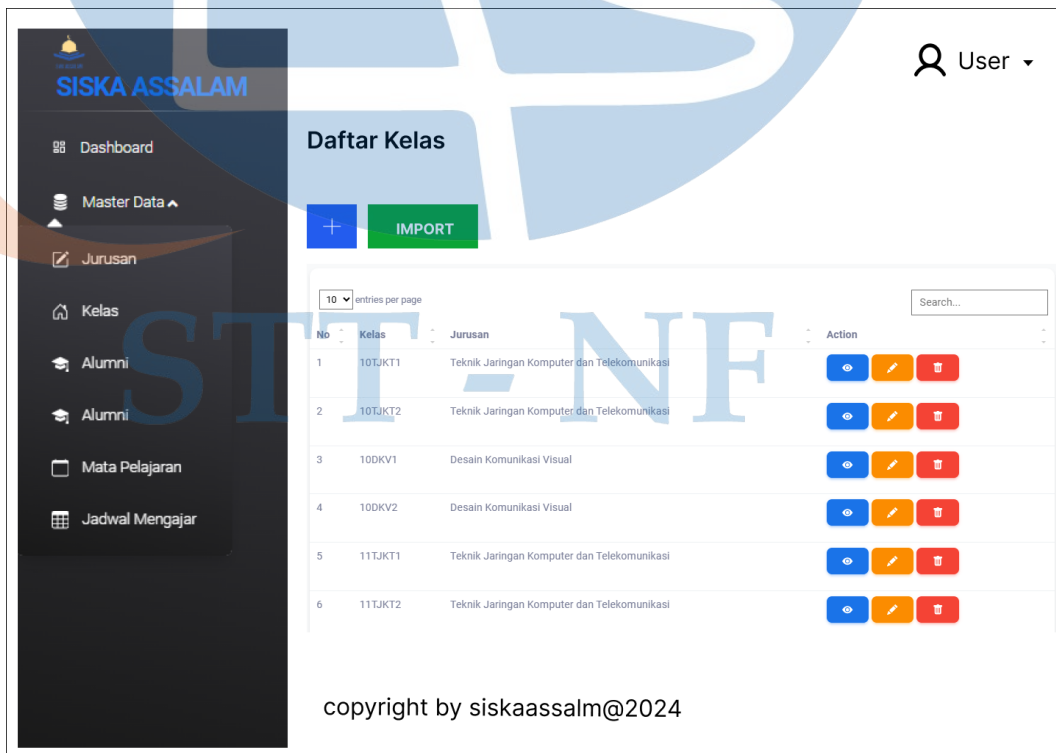 SISKA ASSALAM
User
Dashboard
Master Data
Jurusan
Kelas
Alumni
Alumni
Mata Pelajaran
Jadwal Mengajar
Daftar Kelas
+ IMPORT
10 entries per page Search...
No Kelas Jurusan Action
1 10TJKT1 Teknik Jaringan Komputer dan Telekomunikasi
2 10TJKT2 Teknik Jaringan Komputer dan Telekomunikasi
3 10DKV1 Desain Komunikasi Visual
4 10DKV2 Desain Komunikasi Visual
5 11TJKT1 Teknik Jaringan Komputer dan Telekomunikasi
6 11TJKT2 Teknik Jaringan Komputer dan Telekomunikasi
STT - NF
copyright by siskaassalm@2024